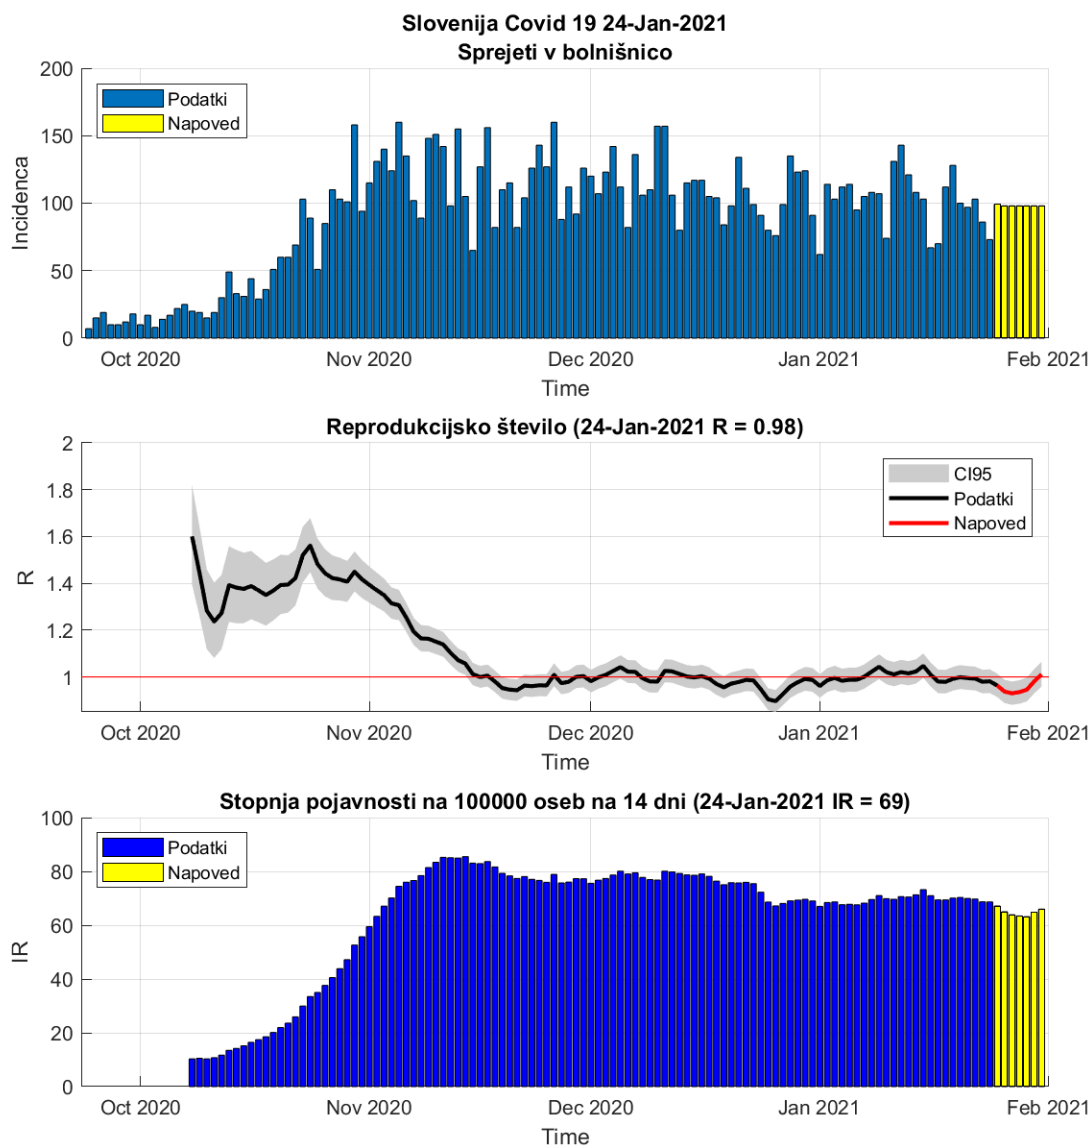 Slovenija Covid 19 24-Jan-2021
Sprejeti v bolnišnico
200
150
100
50
0
Incidenca
Podatki
Napoved
Oct 2020
Nov 2020
Dec 2020
Jan 2021
Feb 2021
Time
Reprodukcijsko število (24-Jan-2021 R = 0.98)
2
1.8
1.6
1.4
1.2
1
R
CI95
Podatki
Napoved
Oct 2020
Nov 2020
Dec 2020
Jan 2021
Feb 2021
Time
Stopnja pojavnosti na 100000 oseb na 14 dni (24-Jan-2021 IR = 69)
100
80
60
40
20
0
IR
Podatki
Napoved
Oct 2020
Nov 2020
Dec 2020
Jan 2021
Feb 2021
Time